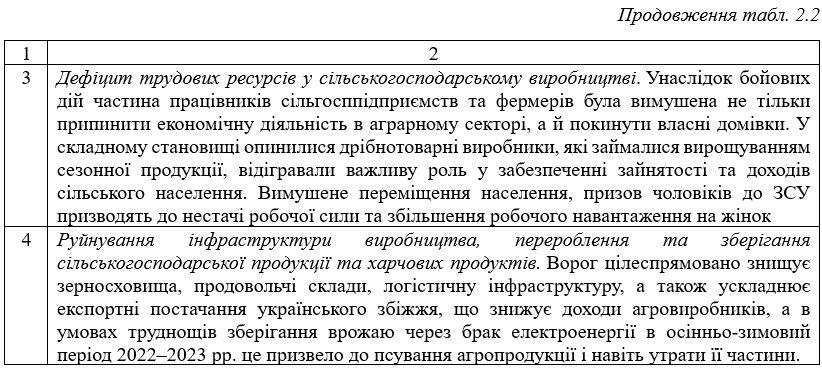 Продовження табл. 2.2
1 2
3 Дефіцит трудових ресурсів у сільськогосподарському виробництві. Унаслідок бойових
дій частина працівників сільгосппідприємств та фермерів була вимушена не тільки
припинити економічну діяльність в аграрному секторі, а й покинути власні домівки. У
складному становищі опинилися дрібнотоварні виробники, які займалися вирощуванням
сезонної продукції, відігравали важливу роль у забезпеченні зайнятості та доходів
сільського населення. Вимушене переміщення населення, призов чоловіків до ЗСУ
призводять до нестачі робочої сили та збільшення робочого навантаження на жінок
4 Руйнування інфраструктури виробництва, перероблення та зберігання
сільськогосподарської продукції та харчових продуктів. Ворог цілеспрямовано знищує
зерносховища, продовольчі склади, логістичну інфраструктуру, а також ускладнює
експортні постачання українського збіжжя, що знижує доходи агровиробників, а в
умовах труднощів зберігання врожаю через брак електроенергії в осінньо-зимовий
період 2022–2023 рр. це призвело до псування агропродукції і навіть утрати її частини.